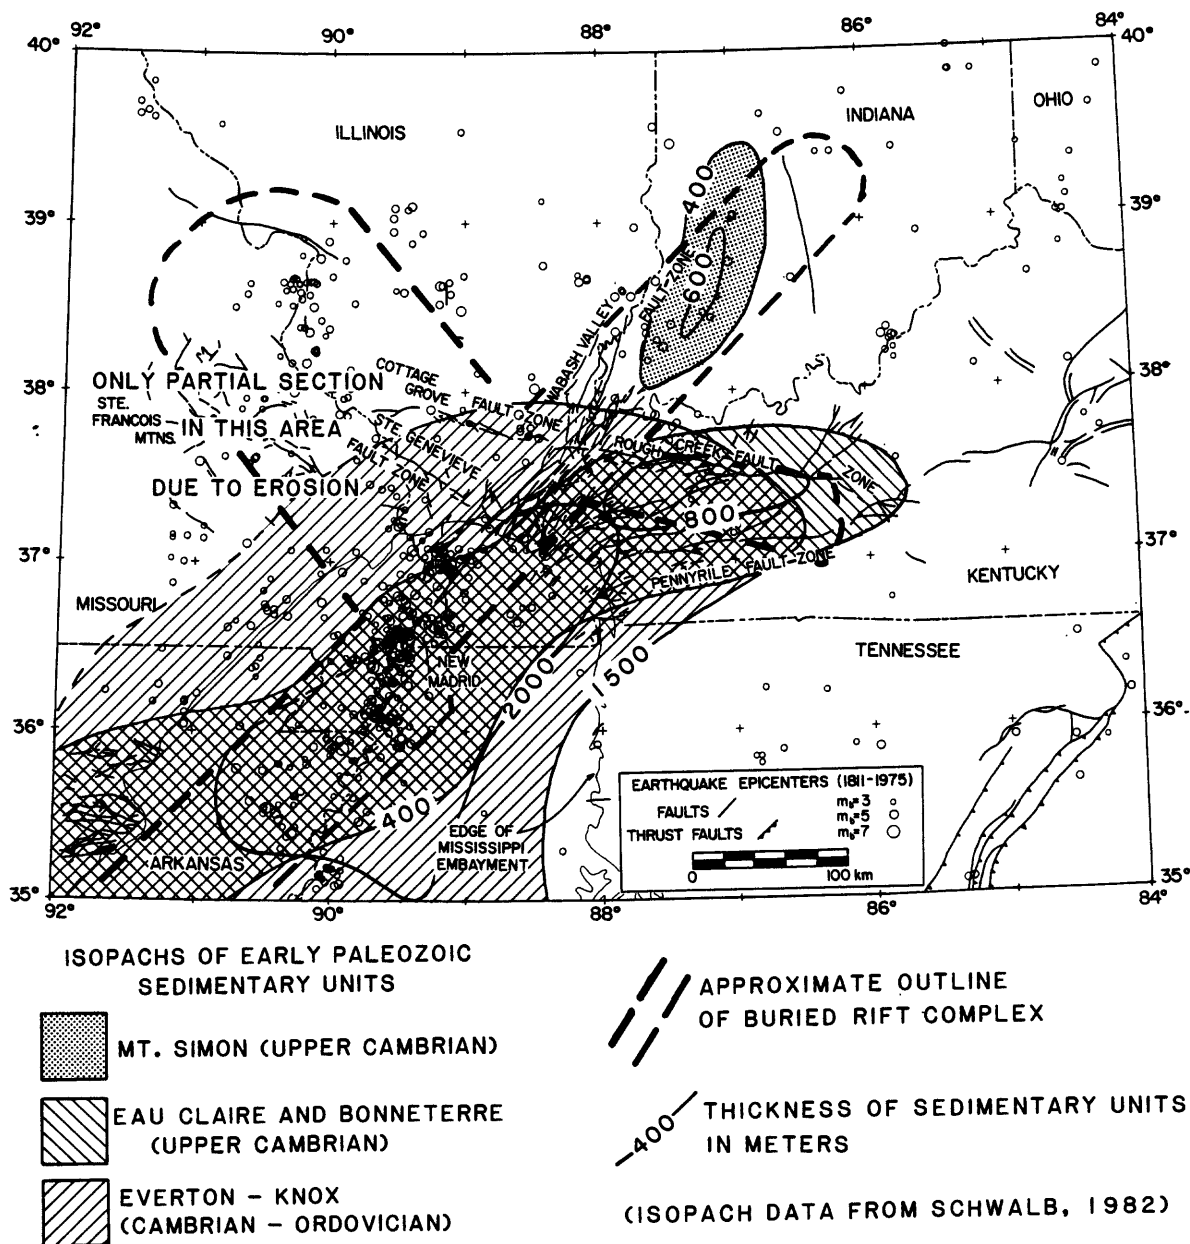 92°
90°
88°
86°
84°
40°
40°
ILLINOIS
INDIANA
OHIO
400
39°
39°
600
FAULT-ZONE
WABASH VALLEY
38°
38°
COTTAGE
GROVE FAULT ZONE
ONLY PARTIAL SECTION
STE.
FRANCOIS
MTNS.
IN THIS AREA
STE. GENEVIEVE
FAULT ZONE
ROUGH CREEK FAULT ZONE
DUE TO EROSION
800
37°
37°
PENNYRILE FAULT-ZONE
KENTUCKY
MISSOURI
TENNESSEE
NEW
MADRID
2000
1500
36°
36°
400
EDGE OF
MISSISSIPPI
EMBAYMENT
ARKANSAS
EARTHQUAKE EPICENTERS (1811-1975)
FAULTS
THRUST FAULTS
mb=3
mb=5
mb=7
0
100 km
35°
35°
92°
90°
88°
86°
84°
ISOPACHS OF EARLY PALEOZOIC
SEDIMENTARY UNITS
MT. SIMON (UPPER CAMBRIAN)
EAU CLAIRE AND BONNETERRE
(UPPER CAMBRIAN)
EVERTON - KNOX
(CAMBRIAN - ORDOVICIAN)
APPROXIMATE OUTLINE
OF BURIED RIFT COMPLEX
-400-
THICKNESS OF SEDIMENTARY UNITS
IN METERS
(ISOPACH DATA FROM SCHWALB, 1982)